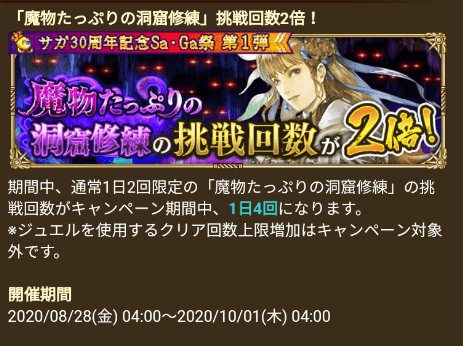 「魔物たっぷりの洞窟修練」挑戦回数2倍！
サガ30周年記念Sa・Ga祭 第1弾
魔物たっぷりの
洞窟修練の挑戦回数が2倍!
期間中、通常1日2回限定の「魔物たっぷりの洞窟修練」の挑
戦回数がキャンペーン期間中、1日4回になります。
※ジュエルを使用するクリア回数上限増加はキャンペーン対象
外です。
開催期間
2020/08/28(金) 04:00～2020/10/01(木) 04:00